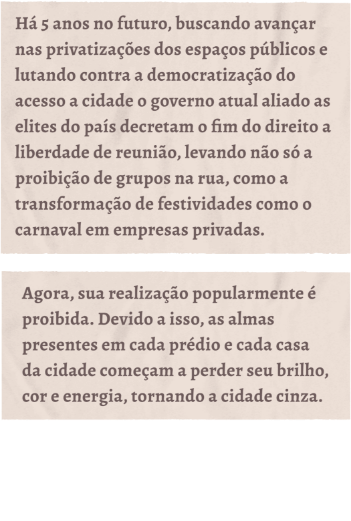 Há 5 anos no futuro, buscando avançar
nas privatizações dos espaços públicos e
lutando contra a democratização do
acesso a cidade o governo atual aliado as
elites do país decretam o fim do direito a
liberdade de reunião, levando não só a
proibição de grupos na rua, como a
transformação de festividades como o
carnaval em empresas privadas.
Agora, sua realização popularmente é
proibida. Devido a isso, as almas
presentes em cada prédio e cada casa
da cidade começam a perder seu brilho,
cor e energia, tornando a cidade cinza.